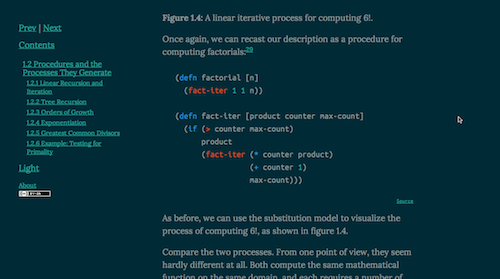 Prev | Next
Contents
1.2 Procedures and the
Processes They Generate
1.2.1 Linear Recursion and
Iteration
1.2.2 Tree Recursion
1.2.3 Orders of Growth
1.2.4 Exponentiation
1.2.5 Greatest Common Divisors
1.2.6 Example: Testing for
Primality
Light
About
Figure 1.4: A linear iterative process for computing 6!.
Once again, we can recast our description as a procedure for
computing factorials:29
(defn factorial [n]
(fact-iter 1 1 n))
(defn fact-iter [product counter max-count]
(if (> counter max-count)
product
(fact-iter (* counter product)
(+ counter 1)
max-count)))
Source
As before, we can use the substitution model to visualize the
process of computing 6!, as shown in figure 1.4.
Compare the two processes. From one point of view, they seem
hardly different at all. Both compute the same mathematical
function on the same domain, and each requires a number of